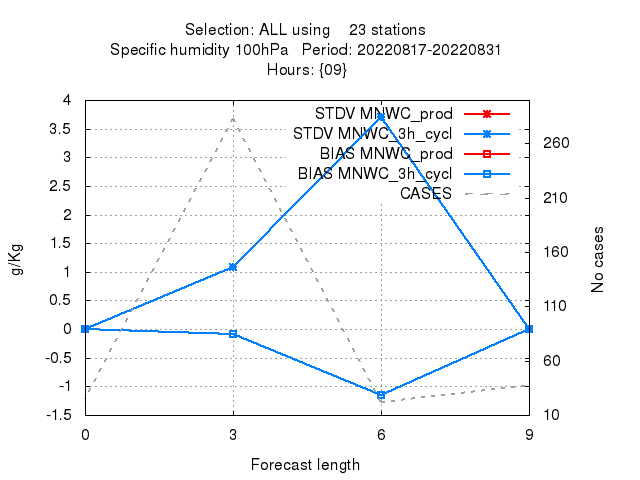 Selection: ALL using    23 stations
Specific humidity 100hPa   Period: 20220817-20220831
Hours: {09}
STDV MNWC_prod
STDV MNWC_3h_cycl
BIAS MNWC_prod
BIAS MNWC_3h_cycl
CASES
4
3.5
3
2.5
2
1.5
1
0.5
0
-0.5
-1
-1.5
g/Kg
260
210
160
110
60
10
No cases
0 3 6 9
Forecast length